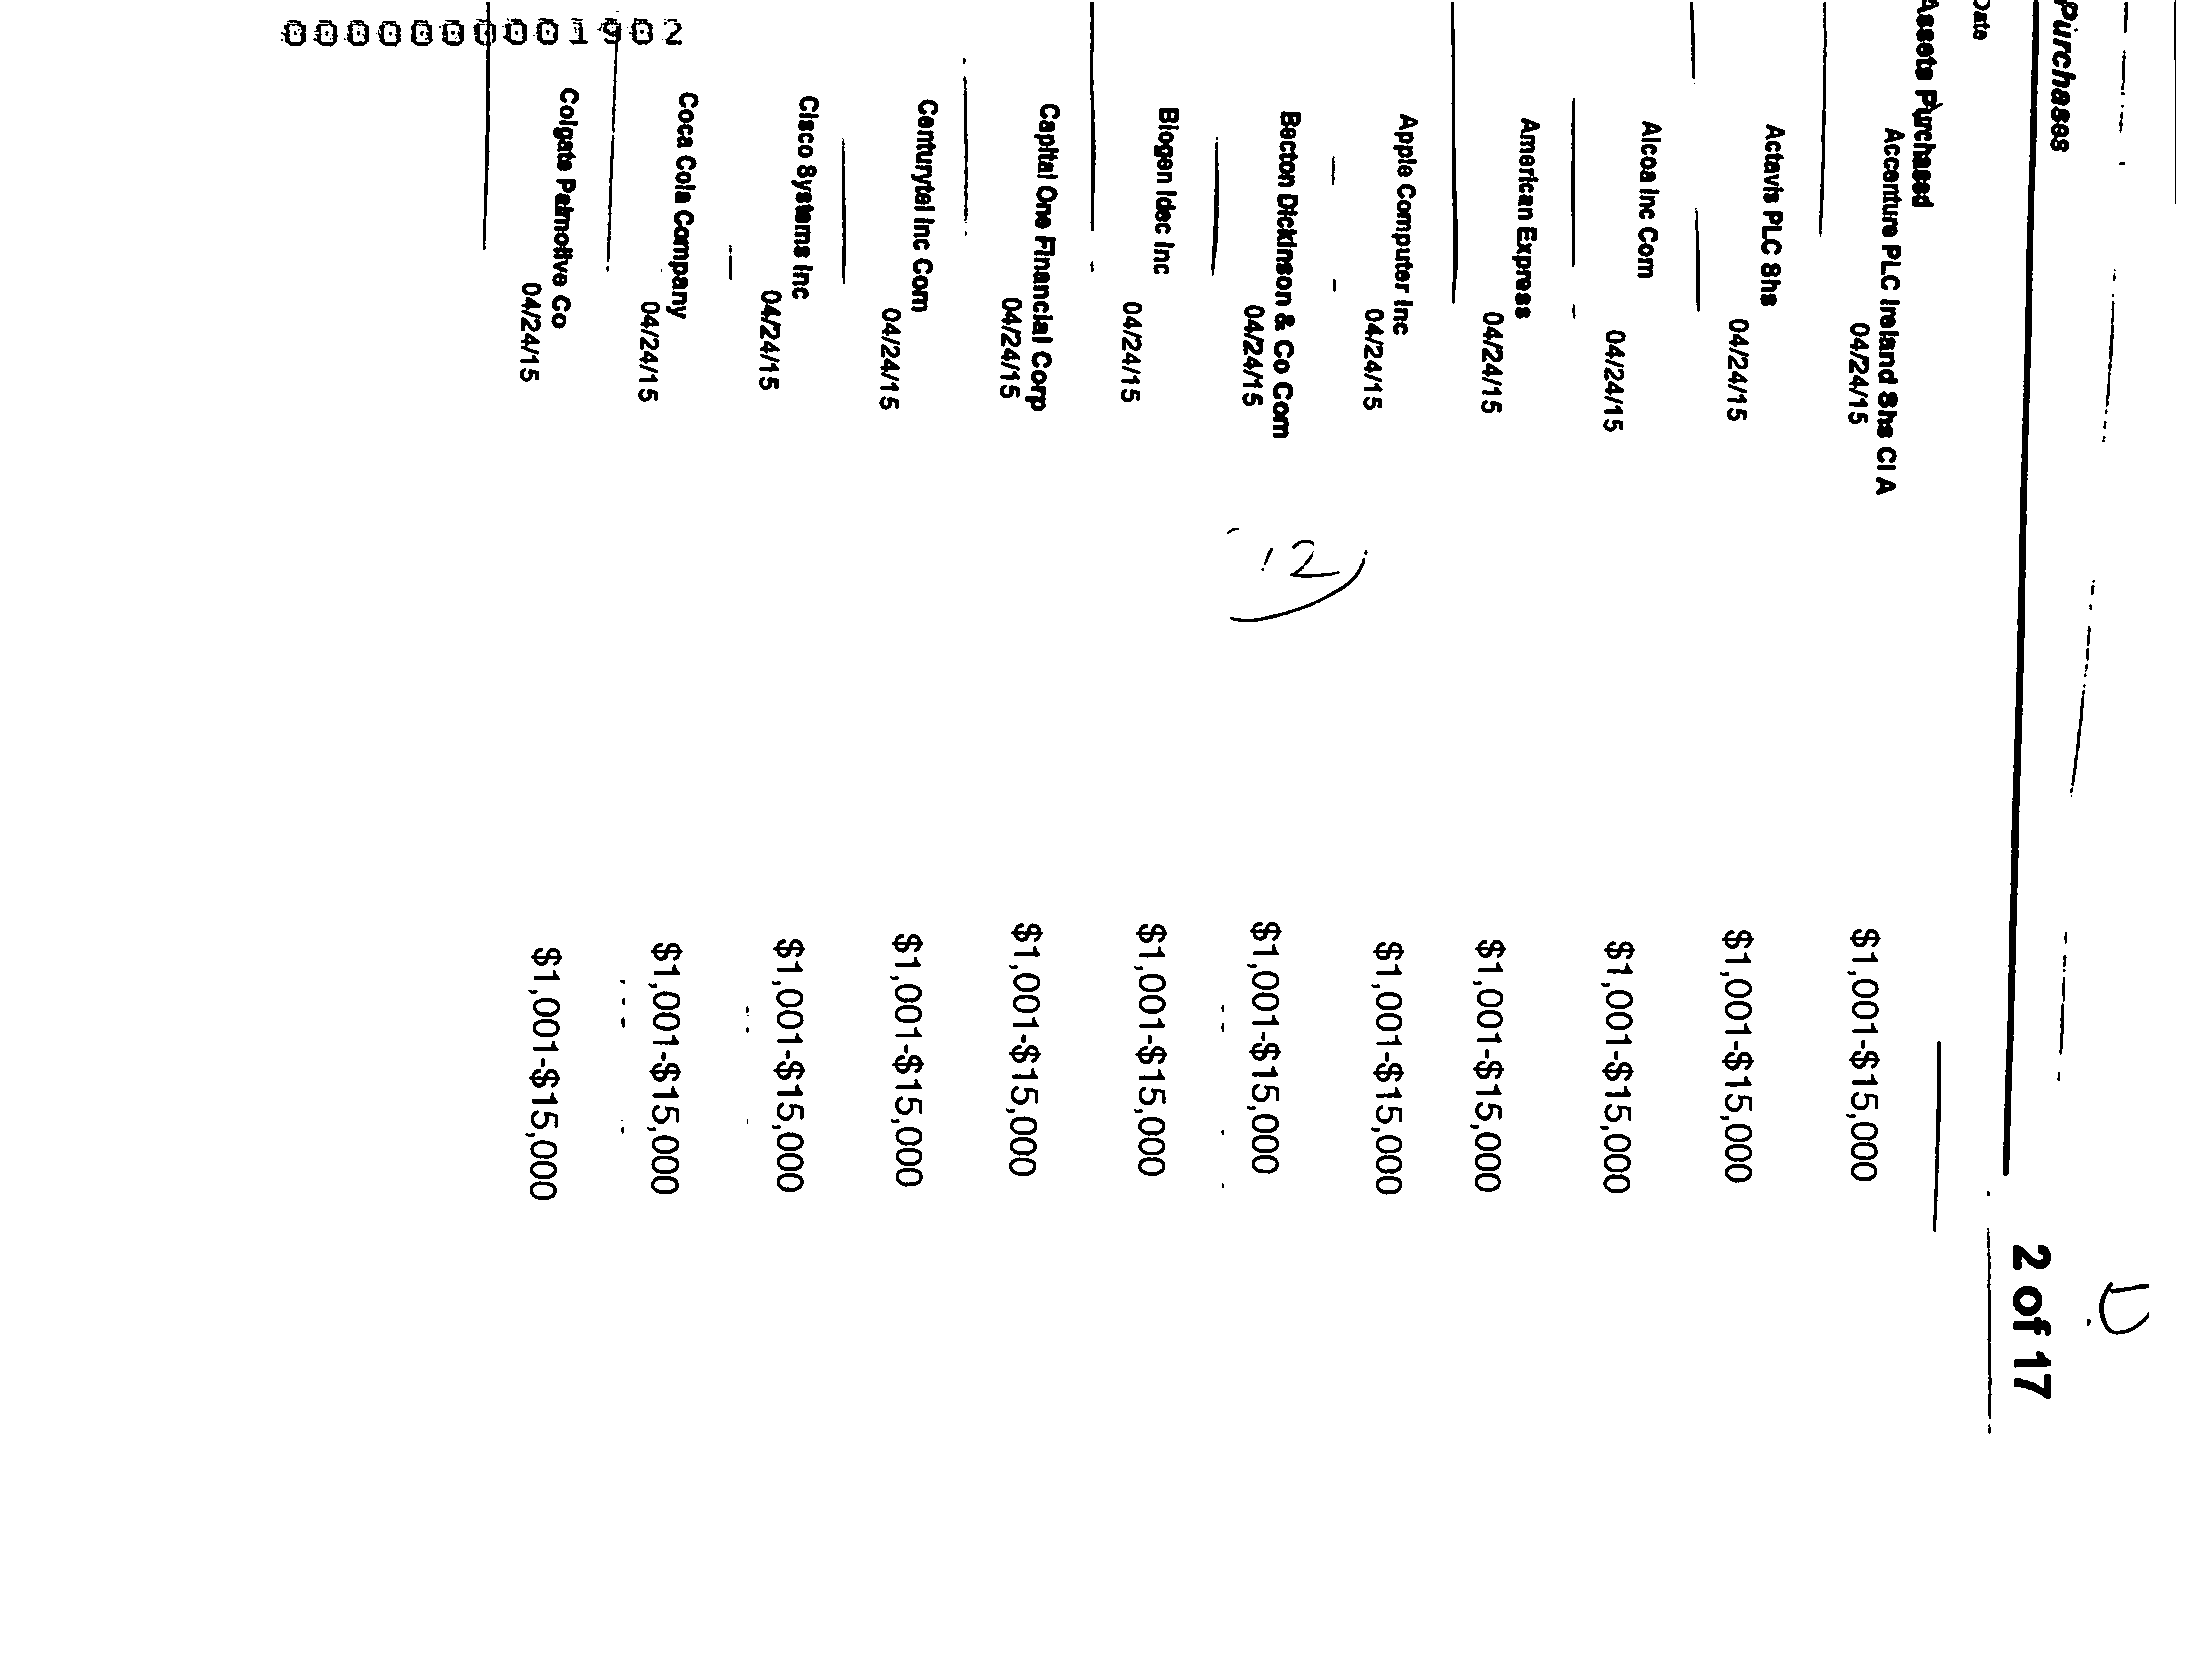 Purchases
2 of 17
Date
Assets Purchased
Accenture PLC Ireland Shs Cl A
04/24/15 $1,001-$15,000
Actavis PLC Shs
04/24/15 $1,001-$15,000
Alcoa Inc Com
04/24/15 $1,001-$15,000
American Express
04/24/15 $1,001-$15,000
Apple Computer Inc
04/24/15 $1,001-$15,000
Becton Dickinson & Co Com
04/24/15 $1,001-$15,000
12
Biogen Idec Inc
04/24/15 $1,001-$15,000
Capital One Financial Corp
04/24/15 $1,001-$15,000
Centurytel Inc Com
04/24/15 $1,001-$15,000
Cisco Systems Inc
04/24/15 $1,001-$15,000
Coca Cola Company
04/24/15 $1,001-$15,000
Colgate Palmolive Co
04/24/15 $1,001-$15,000
0000000001902